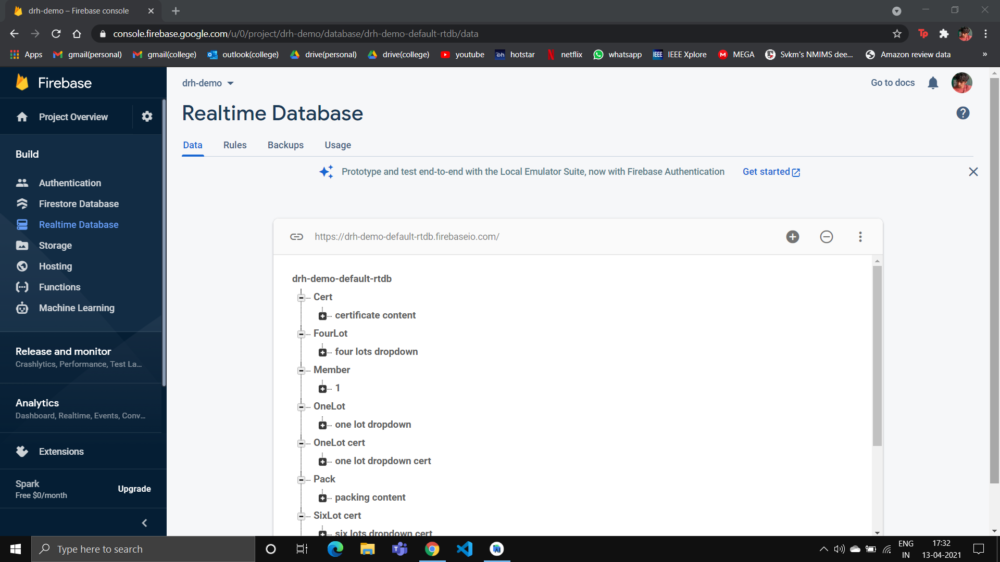 drh-demo – Firebase console
console.firebase.google.com/u/0/project/drh-demo/database/drh-demo-default-rtdb/data
Apps gmail(personal) gmail(college) outlook(college) drive(personal) drive(college) youtube hotstar netflix whatsapp IEEE Xplore MEGA Svkm's NMIMS dee... Amazon review data »
Firebase
Project Overview
Build
Authentication
Firestore Database
Realtime Database
Storage
Hosting
Functions
Machine Learning
Release and monitor
Crashlytics, Performance, Test La...
Analytics
Dashboard, Realtime, Events, Conv...
Extensions
Spark
Free $0/month
Upgrade
drh-demo
Go to docs
Realtime Database
Data Rules Backups Usage
Prototype and test end-to-end with the Local Emulator Suite, now with Firebase Authentication Get started
https://drh-demo-default-rtdb.firebaseio.com/
drh-demo-default-rtdb
Cert
certificate content
FourLot
four lots dropdown
Member
1
OneLot
one lot dropdown
OneLot cert
one lot dropdown cert
Pack
packing content
SixLot cert
six lots dropdown cert
Type here to search
ENG
IN
17:32
13-04-2021